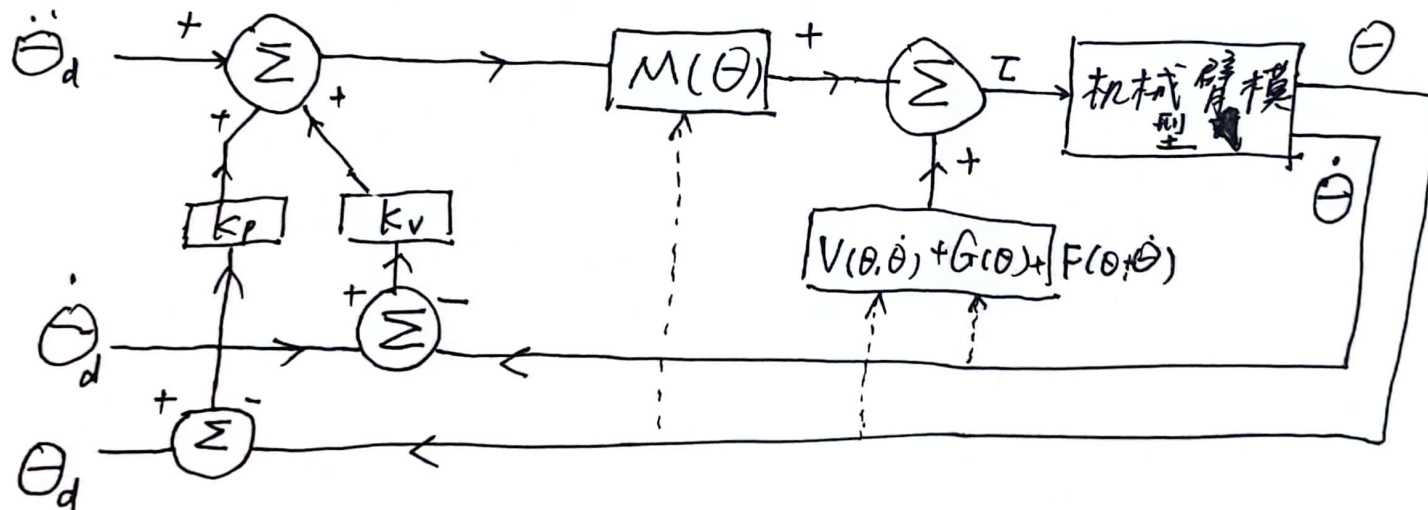 Θ̈d + Σ + + M(θ) + Σ + τ 机械臂模型 Θ
Θ̇
Kp Kv
V(θ,θ̇)+G(θ)+F(θ,θ̇)
Θ̇d + Σ -
Θd + Σ -